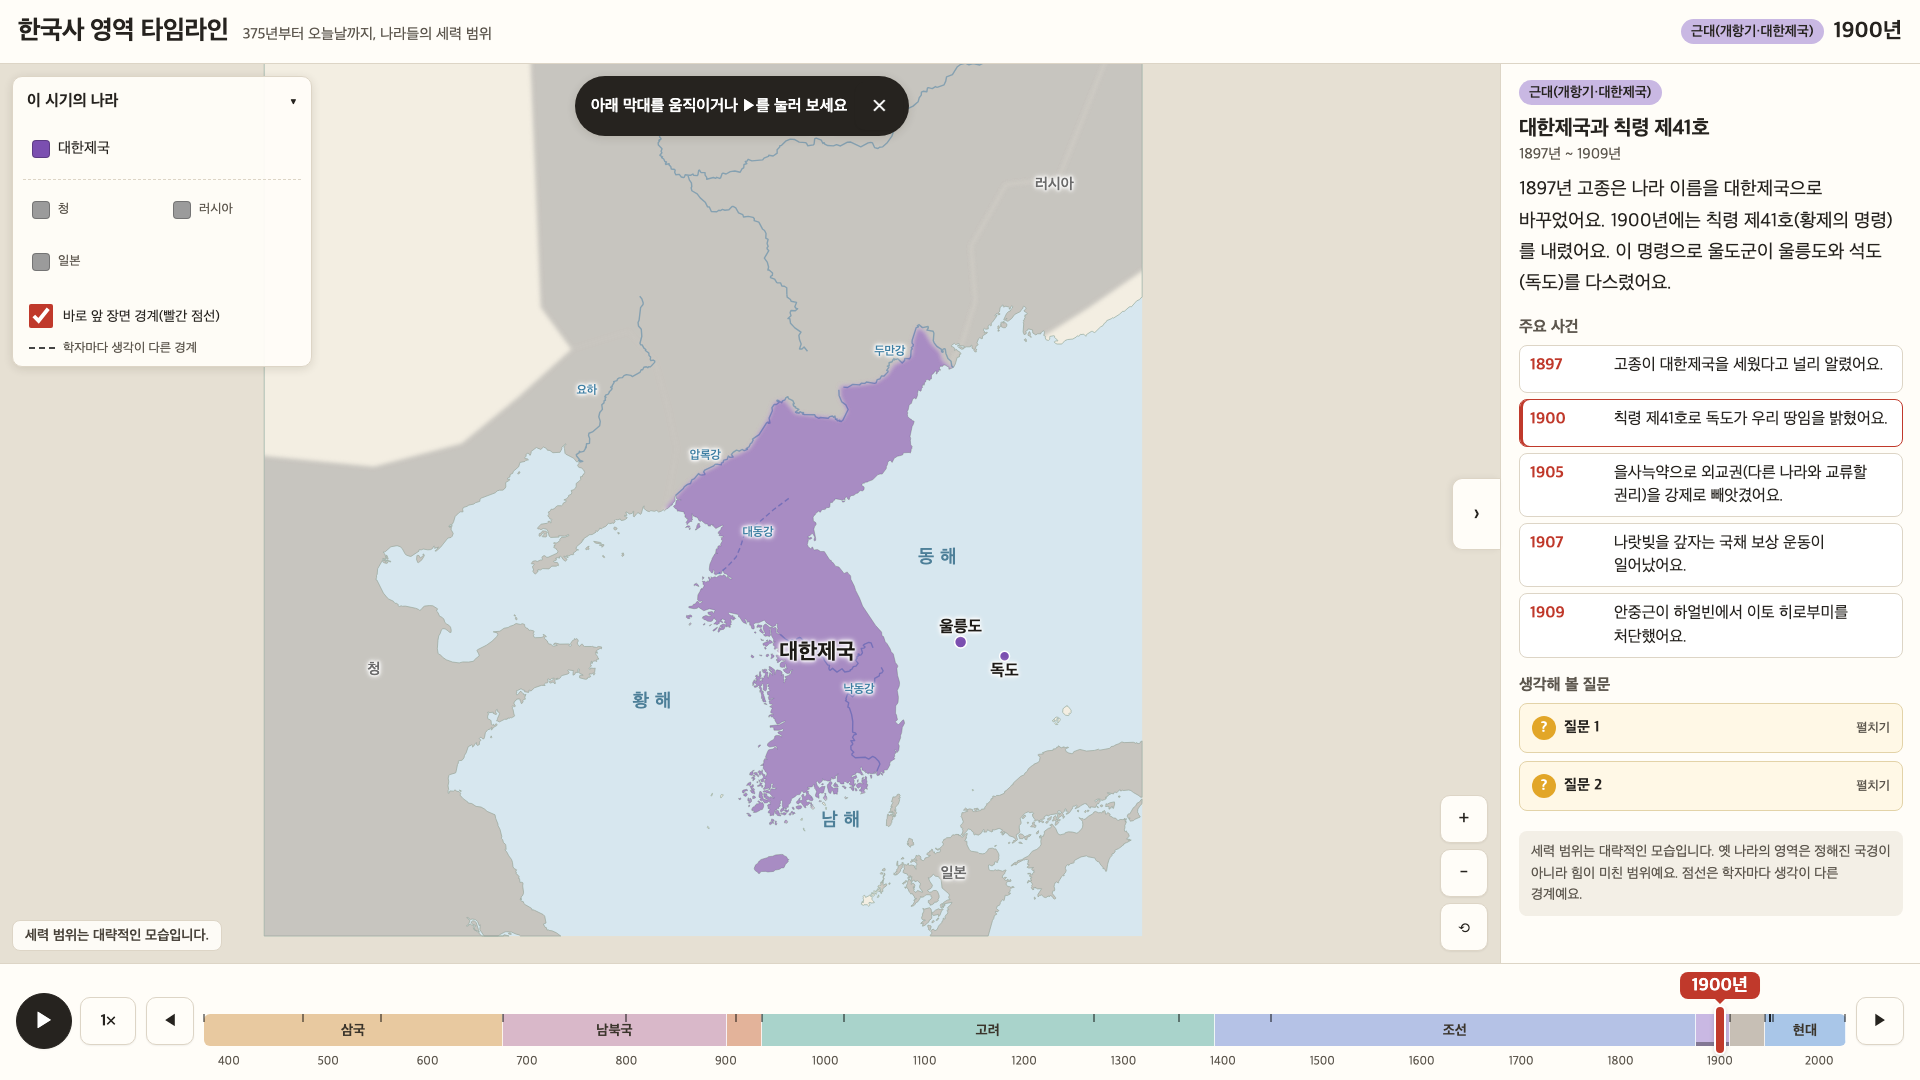 한국사 영역 타임라인
375년부터 오늘날까지, 나라들의 세력 범위
근대(개항기·대한제국)
1900년
이 시기의 나라
▼
대한제국
청
러시아
일본
바로 앞 장면 경계(빨간 점선)
학자마다 생각이 다른 경계
아래 막대를 움직이거나 ▶를 눌러 보세요
✕
러시아
두만강
요하
압록강
대동강
동 해
울릉도
독도
대한제국
낙동강
청
황 해
남 해
일본
›
+
−
⟲
세력 범위는 대략적인 모습입니다.
근대(개항기·대한제국)
대한제국과 칙령 제41호
1897년 ~ 1909년
1897년 고종은 나라 이름을 대한제국으로
바꾸었어요. 1900년에는 칙령 제41호(황제의 명령)
를 내렸어요. 이 명령으로 울도군이 울릉도와 석도
(독도)를 다스렸어요.
주요 사건
1897
고종이 대한제국을 세웠다고 널리 알렸어요.
1900
칙령 제41호로 독도가 우리 땅임을 밝혔어요.
1905
을사늑약으로 외교권(다른 나라와 교류할
권리)을 강제로 빼앗겼어요.
1907
나랏빚을 갚자는 국채 보상 운동이
일어났어요.
1909
안중근이 하얼빈에서 이토 히로부미를
처단했어요.
생각해 볼 질문
? 질문 1
펼치기
? 질문 2
펼치기
세력 범위는 대략적인 모습입니다. 옛 나라의 영역은 정해진 국경이
아니라 힘이 미친 범위예요. 점선은 학자마다 생각이 다른
경계예요.
1900년
▶
1×
◀
삼국
남북국
고려
조선
현대
▶
400
500
600
700
800
900
1000
1100
1200
1300
1400
1500
1600
1700
1800
1900
2000